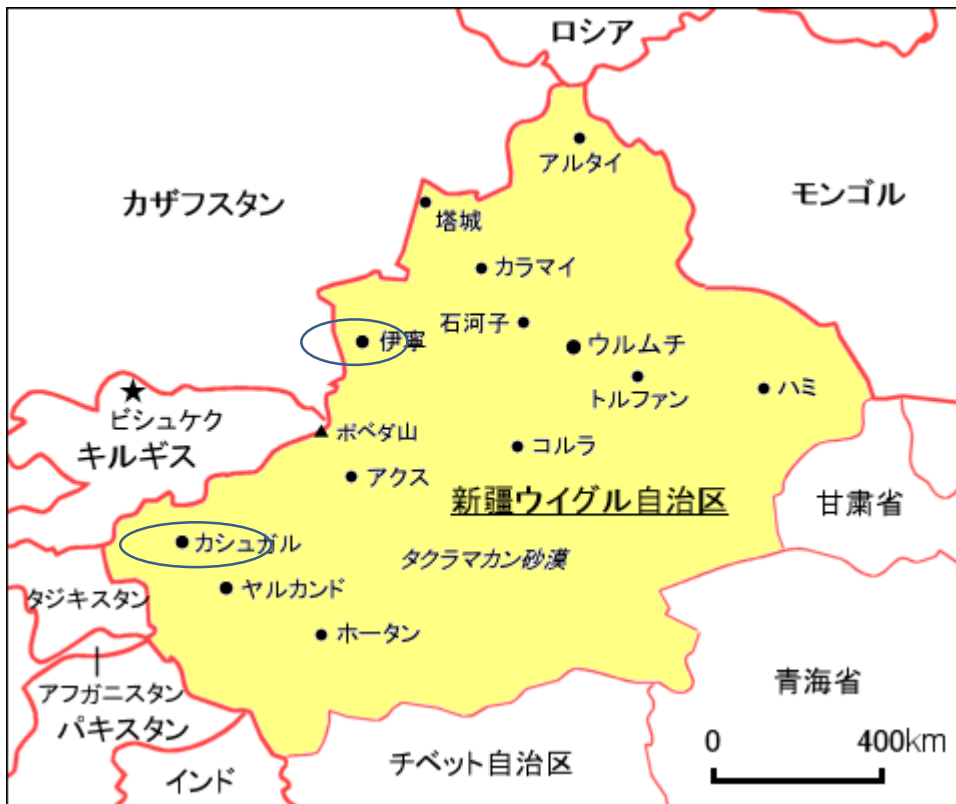 ロシア
アルタイ
カザフスタン
モンゴル
塔城
カラマイ
石河子
伊寧
ウルムチ
トルファン
ハミ
ビシュケク
ポベダ山
キルギス
コルラ
アクス
新疆ウイグル自治区
甘粛省
カシュガル
タクラマカン砂漠
ヤルカンド
タジキスタン
ホータン
アフガニスタン
青海省
パキスタン
0 400km
チベット自治区
インド